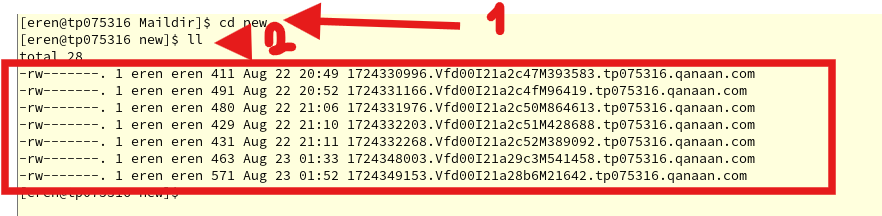 [eren@tp075316 Maildir]$ cd new
1
[eren@tp075316 new]$ ll
2
total 28
-rw-------. 1 eren eren 411 Aug 22 20:49 1724330996.Vfd00I21a2c47M393583.tp075316.qanaan.com
-rw-------. 1 eren eren 491 Aug 22 20:52 1724331166.Vfd00I21a2c4fM96419.tp075316.qanaan.com
-rw-------. 1 eren eren 480 Aug 22 21:06 1724331976.Vfd00I21a2c50M864613.tp075316.qanaan.com
-rw-------. 1 eren eren 429 Aug 22 21:10 1724332203.Vfd00I21a2c51M428688.tp075316.qanaan.com
-rw-------. 1 eren eren 431 Aug 22 21:11 1724332268.Vfd00I21a2c52M389092.tp075316.qanaan.com
-rw-------. 1 eren eren 463 Aug 23 01:33 1724348003.Vfd00I21a29c3M541458.tp075316.qanaan.com
-rw-------. 1 eren eren 571 Aug 23 01:52 1724349153.Vfd00I21a28b6M21642.tp075316.qanaan.com
[eren@tp075316 new]$